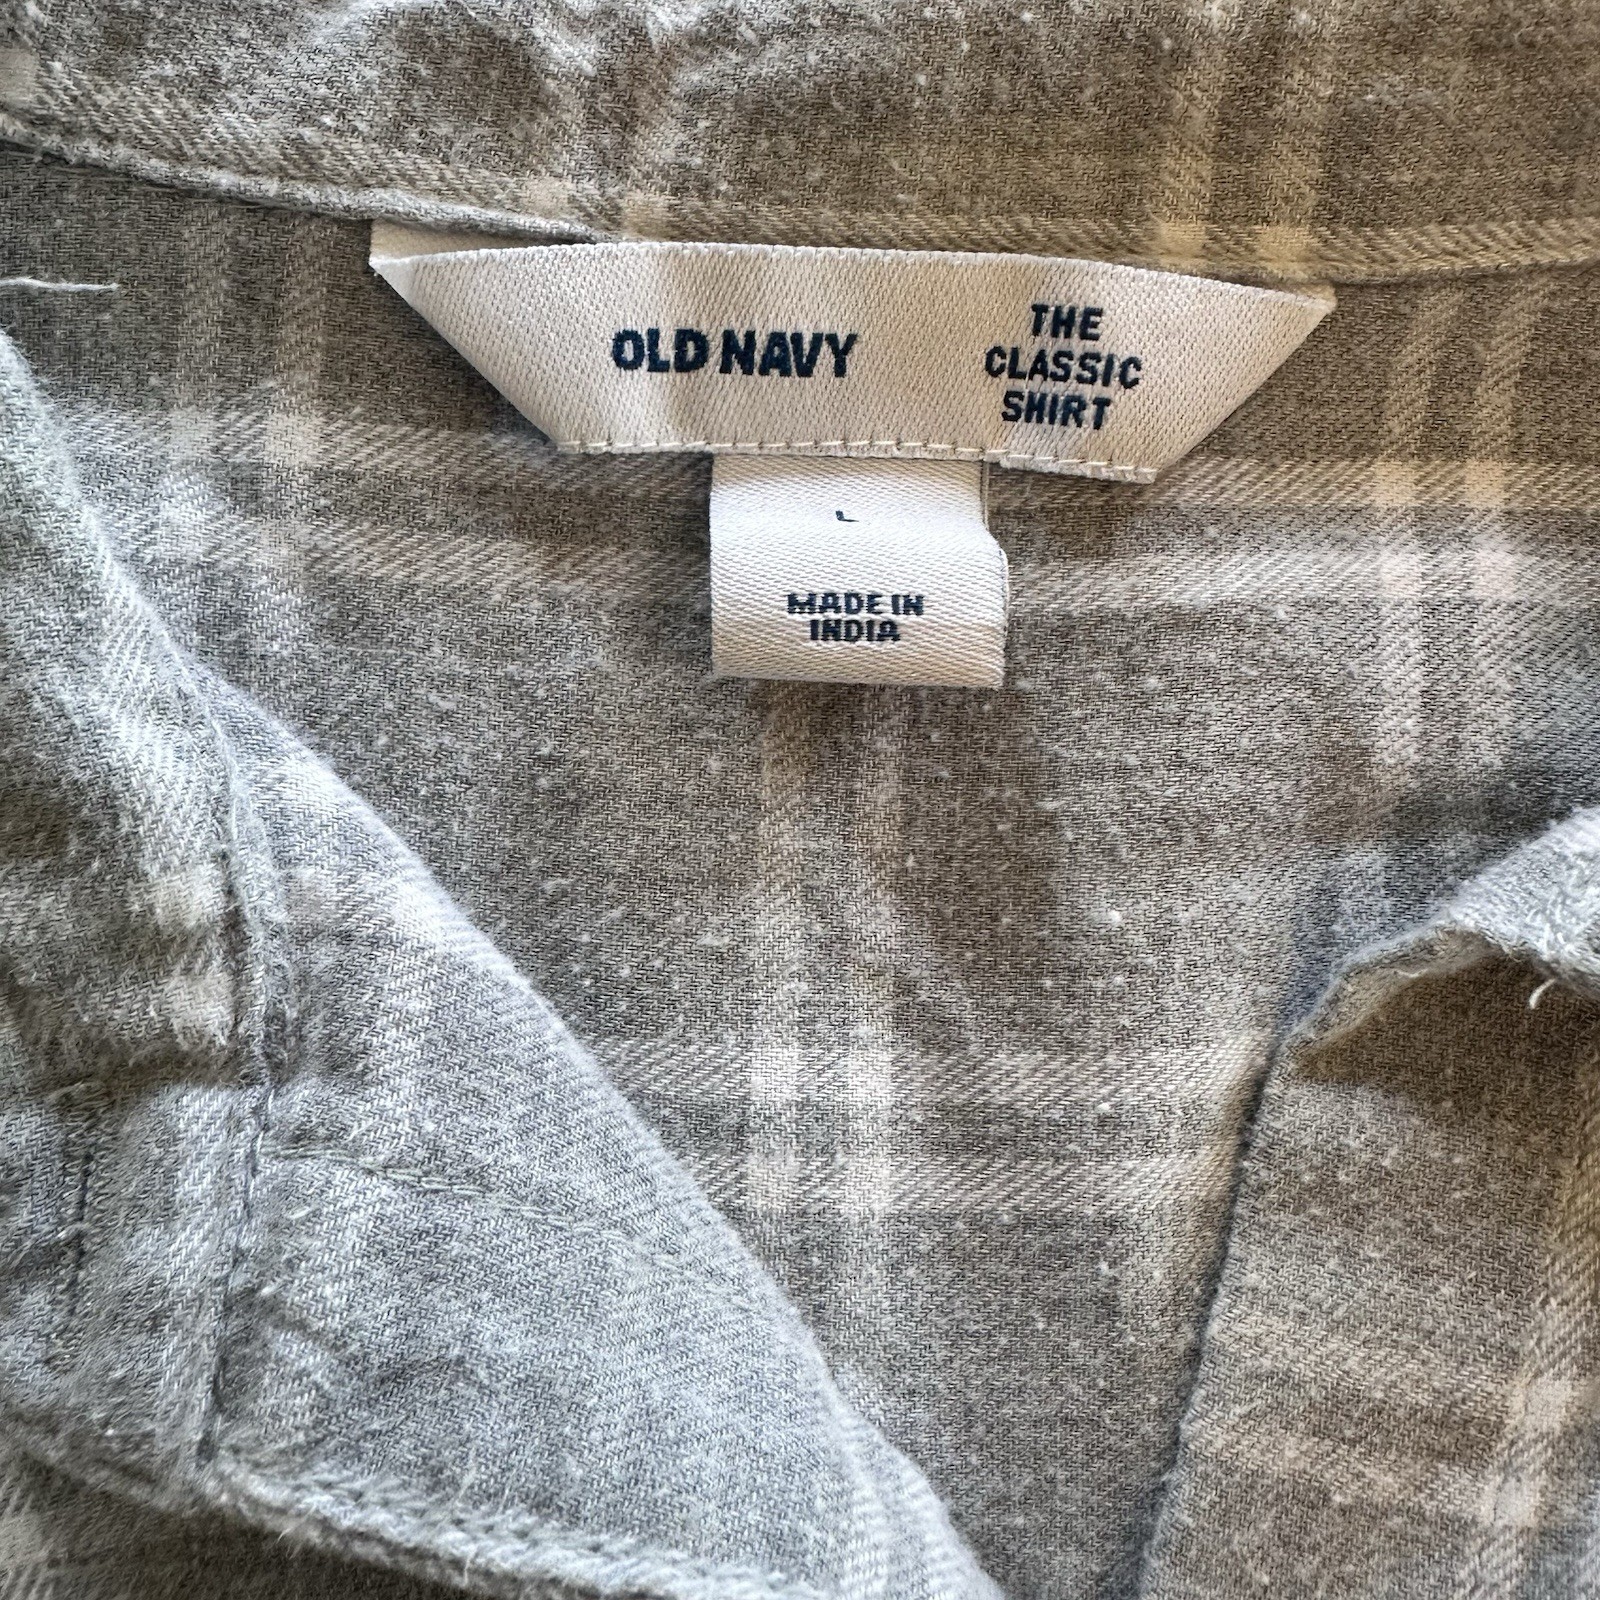 OLD NAVY
THE
CLASSIC
SHIRT
L
MADE IN
INDIA